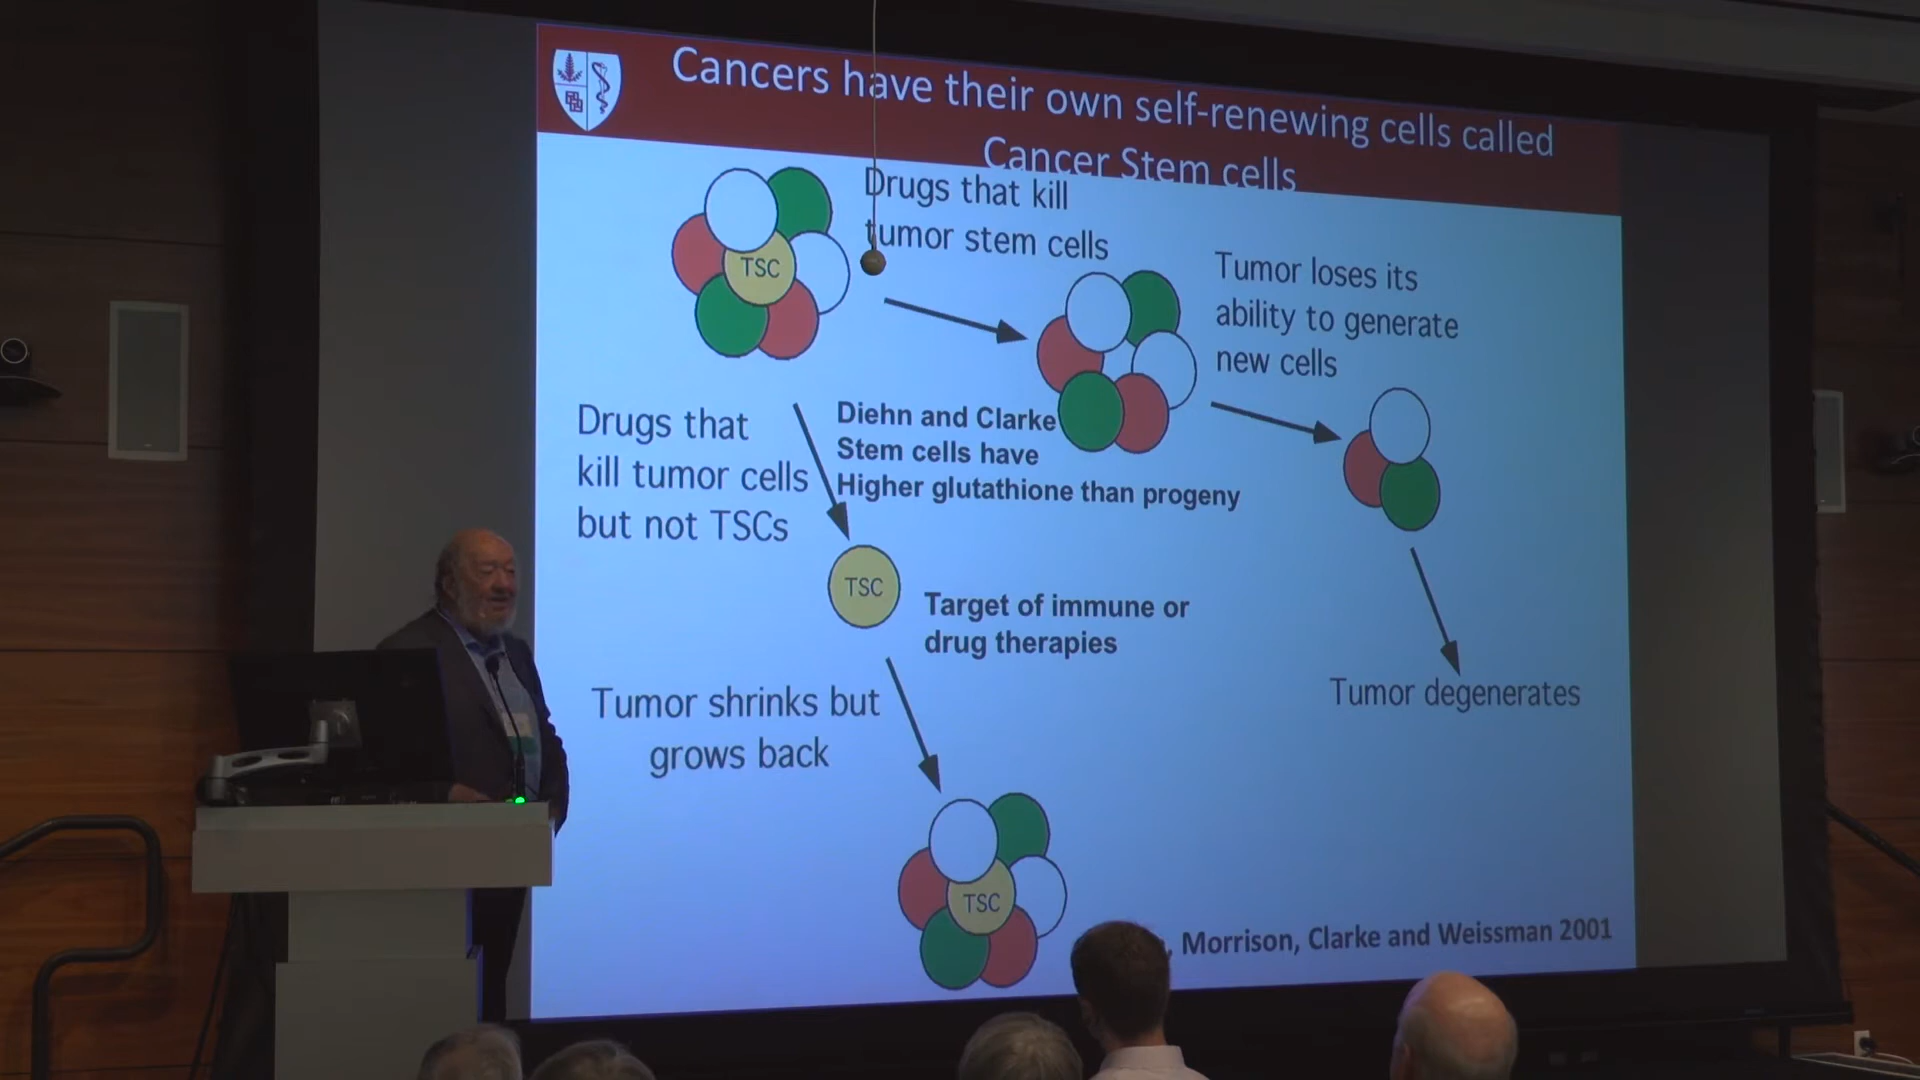 Cancers have their own self-renewing cells called
Cancer Stem cells
TSC
Drugs that kill
tumor stem cells
Tumor loses its
ability to generate
new cells
Drugs that
kill tumor cells
but not TSCs
Diehn and Clarke
Stem cells have
Higher glutathione than progeny
TSC
Target of immune or
drug therapies
Tumor shrinks but
grows back
Tumor degenerates
TSC
, Morrison, Clarke and Weissman 2001